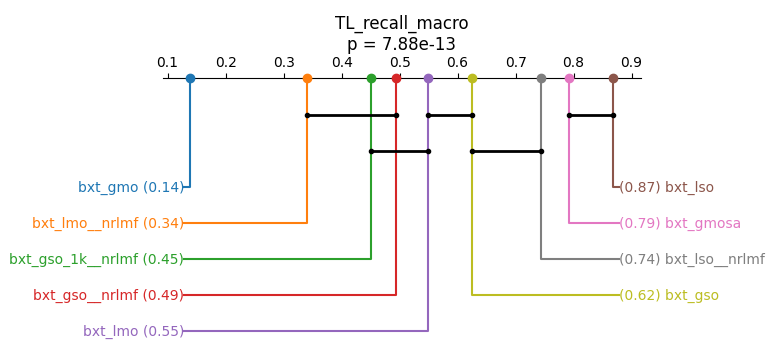 TL_recall_macro
p = 7.88e-13
0.1 0.2 0.3 0.4 0.5 0.6 0.7 0.8 0.9
bxt_gmo (0.14) (0.87) bxt_lso
bxt_lmo__nrlmf (0.34) (0.79) bxt_gmosa
bxt_gso_1k__nrlmf (0.45) (0.74) bxt_lso__nrlmf
bxt_gso__nrlmf (0.49) (0.62) bxt_gso
bxt_lmo (0.55)